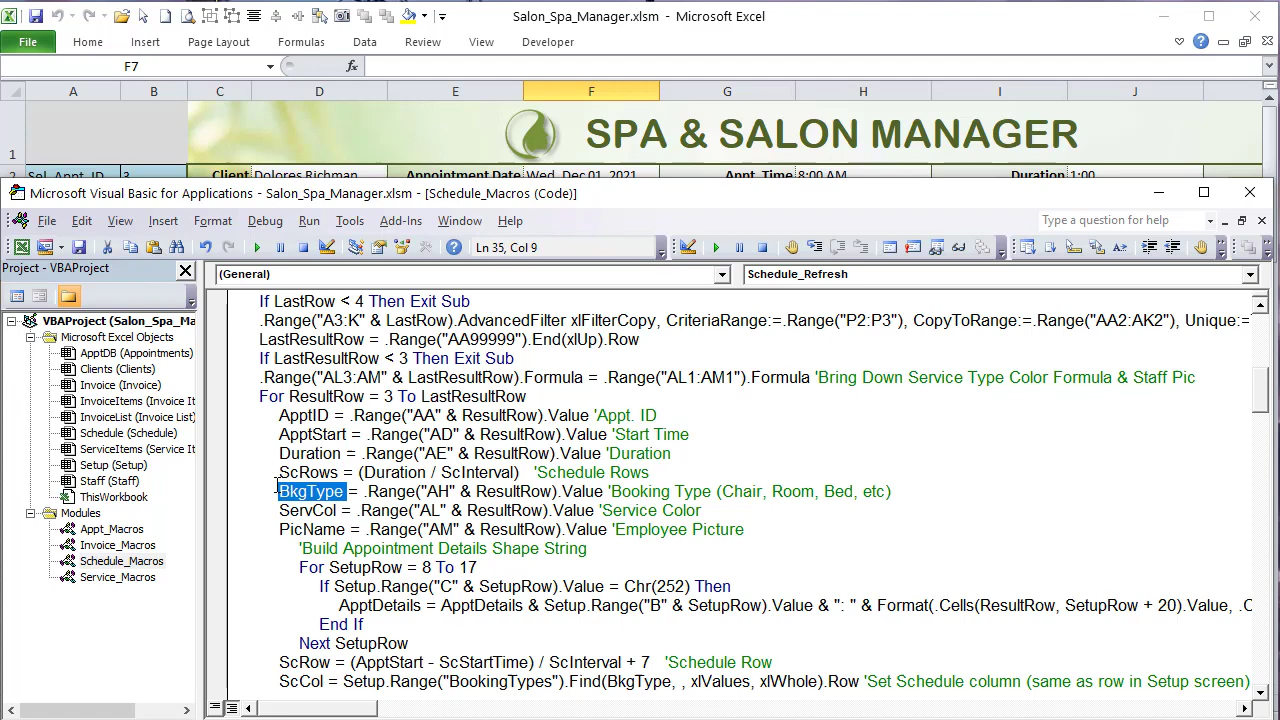 Salon_Spa_Manager.xlsm - Microsoft Excel
File Home Insert Page Layout Formulas Data Review View Developer
F7 fx
A B C D E F G H I J
1 SPA & SALON MANAGER
2 Sel. Appt. ID 3 Client Dolores Richman Appointment Date Wed, Dec 01, 2021 Appt. Time 8:00 AM Duration 1:00
Microsoft Visual Basic for Applications - Salon_Spa_Manager.xlsm - [Schedule_Macros (Code)]
File Edit View Insert Format Debug Run Tools Add-Ins Window Help Type a question for help
Ln 35, Col 9
Project - VBAProject
(General) Schedule_Refresh
VBAProject (Salon_Spa_Ma
Microsoft Excel Objects
ApptDB (Appointments)
Clients (Clients)
Invoice (Invoice)
InvoiceItems (Invoice Items
InvoiceList (Invoice List)
Schedule (Schedule)
ServiceItems (Service It
Setup (Setup)
Staff (Staff)
ThisWorkbook
Modules
Appt_Macros
Invoice_Macros
Schedule_Macros
Service_Macros
If LastRow < 4 Then Exit Sub
.Range("A3:K" & LastRow).AdvancedFilter xlFilterCopy, CriteriaRange:=.Range("P2:P3"), CopyToRange:=.Range("AA2:AK2"), Unique:=
LastResultRow = .Range("AA99999").End(xlUp).Row
If LastResultRow < 3 Then Exit Sub
.Range("AL3:AM" & LastResultRow).Formula = .Range("AL1:AM1").Formula 'Bring Down Service Type Color Formula & Staff Pic
For ResultRow = 3 To LastResultRow
ApptID = .Range("AA" & ResultRow).Value 'Appt. ID
ApptStart = .Range("AD" & ResultRow).Value 'Start Time
Duration = .Range("AE" & ResultRow).Value 'Duration
ScRows = (Duration / ScInterval) 'Schedule Rows
BkgType = .Range("AH" & ResultRow).Value 'Booking Type (Chair, Room, Bed, etc)
ServCol = .Range("AL" & ResultRow).Value 'Service Color
PicName = .Range("AM" & ResultRow).Value 'Employee Picture
'Build Appointment Details Shape String
For SetupRow = 8 To 17
If Setup.Range("C" & SetupRow).Value = Chr(252) Then
ApptDetails = ApptDetails & Setup.Range("B" & SetupRow).Value & ": " & Format(.Cells(ResultRow, SetupRow + 20).Value, .C
End If
Next SetupRow
ScRow = (ApptStart - ScStartTime) / ScInterval + 7 'Schedule Row
ScCol = Setup.Range("BookingTypes").Find(BkgType, , xlValues, xlWhole).Row 'Set Schedule column (same as row in Setup screen)